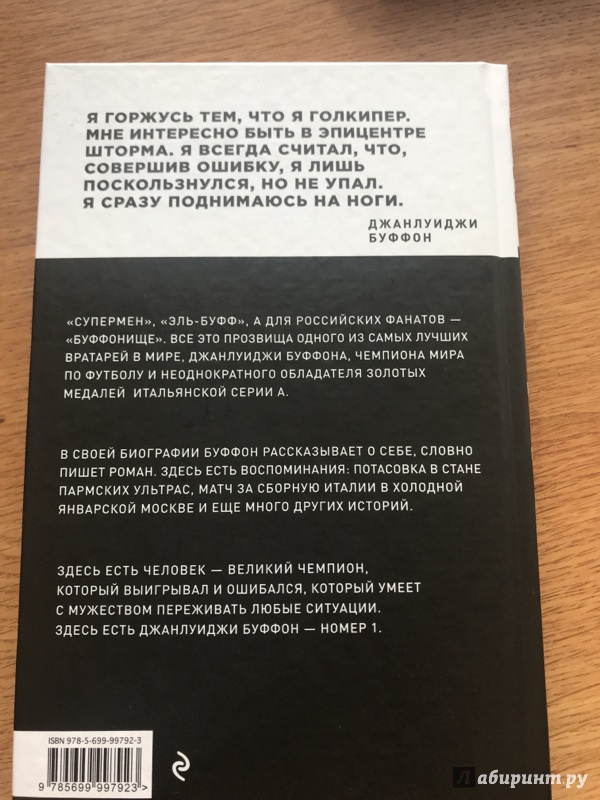 Я ГОРЖУСЬ ТЕМ, ЧТО Я ГОЛКИПЕР.
МНЕ ИНТЕРЕСНО БЫТЬ В ЭПИЦЕНТРЕ
ШТОРМА. Я ВСЕГДА СЧИТАЛ, ЧТО,
СОВЕРШИВ ОШИБКУ, Я ЛИШЬ
ПОСКОЛЬЗНУЛСЯ, НО НЕ УПАЛ.
Я СРАЗУ ПОДНИМАЮСЬ НА НОГИ.
ДЖАНЛУИДЖИ
БУФФОН
«СУПЕРМЕН», «ЭЛЬ-БУФФ», А ДЛЯ РОССИЙСКИХ ФАНАТОВ —
«БУФФОНИЩЕ». ВСЕ ЭТО ПРОЗВИЩА ОДНОГО ИЗ САМЫХ ЛУЧШИХ
ВРАТАРЕЙ В МИРЕ, ДЖАНЛУИДЖИ БУФФОНА, ЧЕМПИОНА МИРА
ПО ФУТБОЛУ И НЕОДНОКРАТНОГО ОБЛАДАТЕЛЯ ЗОЛОТЫХ
МЕДАЛЕЙ ИТАЛЬЯНСКОЙ СЕРИИ А.
В СВОЕЙ БИОГРАФИИ БУФФОН РАССКАЗЫВАЕТ О СЕБЕ, СЛОВНО
ПИШЕТ РОМАН. ЗДЕСЬ ЕСТЬ ВОСПОМИНАНИЯ: ПОТАСОВКА В СТАНЕ
ПАРМСКИХ УЛЬТРАС, МАТЧ ЗА СБОРНУЮ ИТАЛИИ В ХОЛОДНОЙ
ЯНВАРСКОЙ МОСКВЕ И ЕЩЕ МНОГО ДРУГИХ ИСТОРИЙ.
ЗДЕСЬ ЕСТЬ ЧЕЛОВЕК — ВЕЛИКИЙ ЧЕМПИОН,
КОТОРЫЙ ВЫИГРЫВАЛ И ОШИБАЛСЯ, КОТОРЫЙ УМЕЕТ
С МУЖЕСТВОМ ПЕРЕЖИВАТЬ ЛЮБЫЕ СИТУАЦИИ.
ЗДЕСЬ ЕСТЬ ДЖАНЛУИДЖИ БУФФОН — НОМЕР 1.
ISBN 978-5-699-99792-3
9 785699 997923 >
Лабиринт.ру